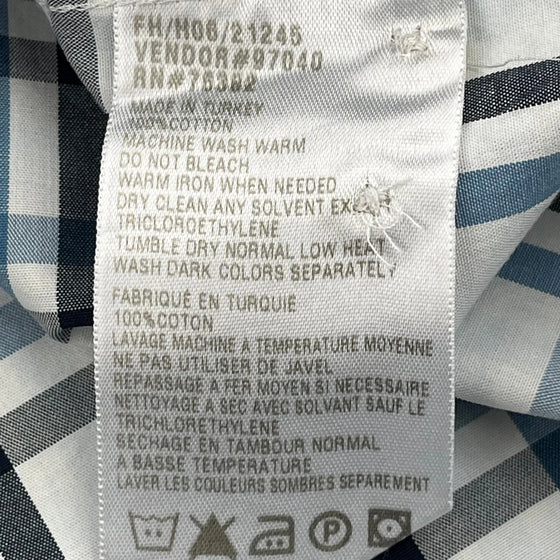 FH/H06/21245
VENDOR#97040
RN#76382
MADE IN TURKEY
100%COTTON
MACHINE WASH WARM
DO NOT BLEACH
WARM IRON WHEN NEEDED
DRY CLEAN ANY SOLVENT EX
TRICLOROETHYLENE
TUMBLE DRY NORMAL LOW HEAT
WASH DARK COLORS SEPARATELY
FABRIQUÉ EN TURQUIE
100%COTON
LAVAGE MACHINE A TEMPERATURE MOYENNE
NE PAS UTILISER DE JAVEL
REPASSAGE A FER MOYEN SI NECESSAIRE
NETTOYAGE A SEC AVEC SOLVANT SAUF LE
TRICHLORETHYLENE
SECHAGE EN TAMBOUR NORMAL
A BASSE TEMPERATURE
LAVER LES COULEURS SOMBRES SEPAREMENT
P